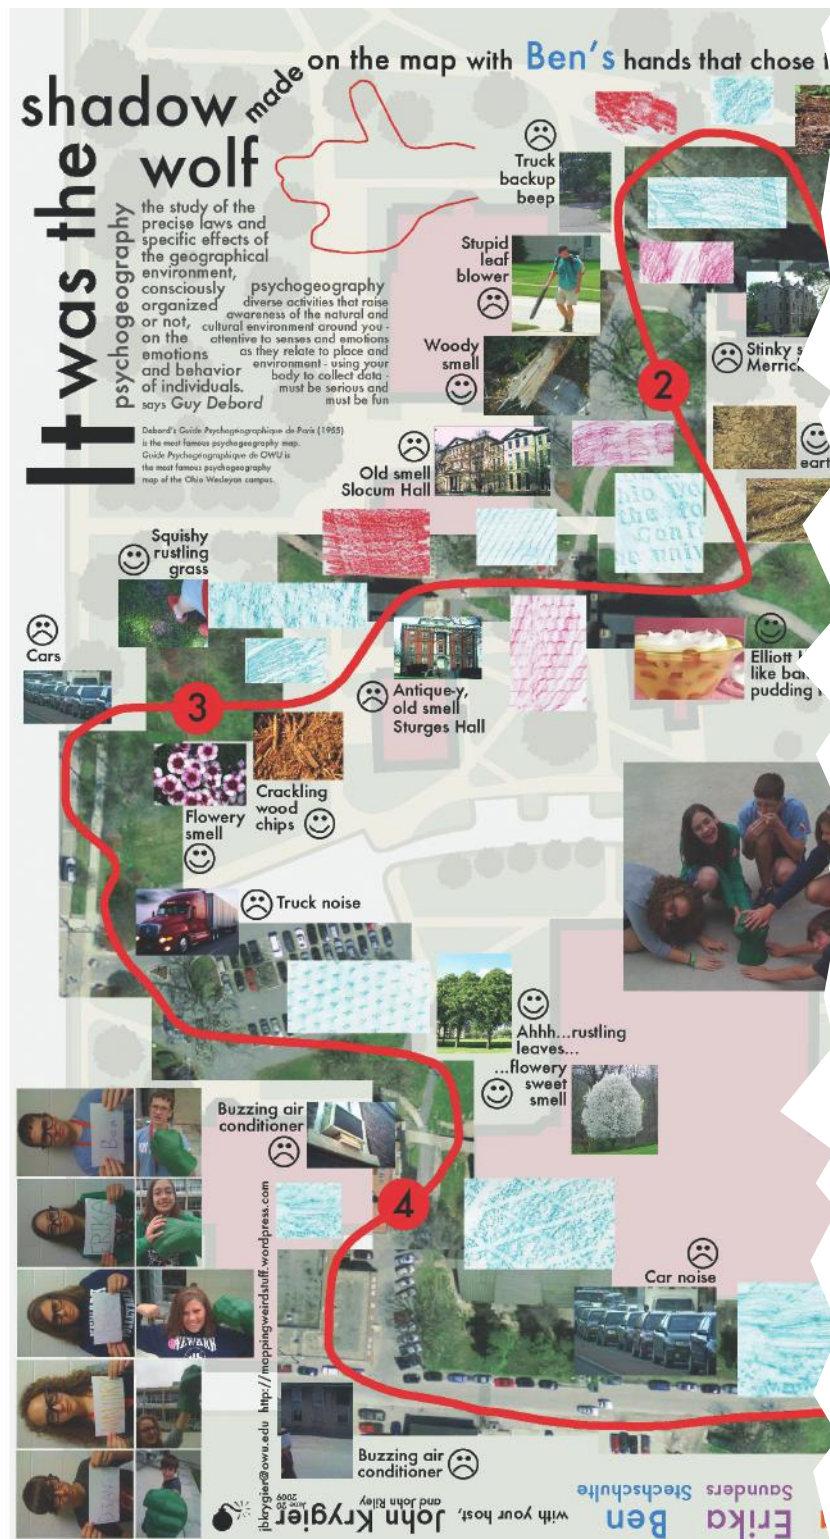 It was the
shadow
made
wolf
on the map with Ben's hands that chose
psychogeography
the study of the
precise laws and
specific effects of
the geographical
environment,
consciously
organized
or not,
on the
emotions
and behavior
of individuals.
says Guy Debord
psychogeography
diverse activities that raise
awareness of the natural and
cultural environment around you -
attentive to senses and emotions
as they relate to place and
environment - using your
body to collect data -
must be serious and
must be fun
Debord's Guide Psychogeographique de Paris (1955)
is the most famous psychogeography map.
Guide Psychogeographique de OWU is
the most famous psychogeography
map of the Ohio Wesleyan campus.
Truck
backup
beep
Stupid
leaf
blower
Woody
smell
2
Stinky
Merrick
Old smell
Slocum Hall
Squishy
rustling
grass
Cars
3
Antique-y,
old smell
Sturges Hall
Elliott
like
pudding
Flowery
smell
Crackling
wood
chips
Truck noise
Ahhh...rustling
leaves...
...flowery
sweet
smell
Buzzing air
conditioner
4
Car noise
Buzzing air
conditioner
jbkrygier@owu.edu http://mappingweirdstuff.wordpress.com
with your host,
John Krygier
and John Riley
June 20
2009
Ben
Stechschulte
Erika
Saunders